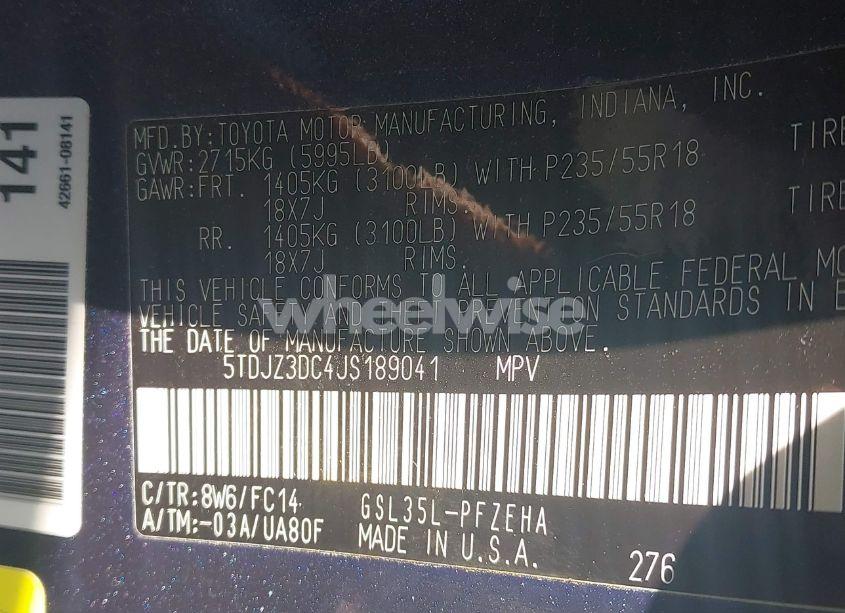 141
42661-08141
MFD.BY:TOYOTA MOTOR MANUFACTURING, INDIANA, INC.
GVWR:2715KG (5995LB)
GAWR:FRT. 1405KG (3100LB) WITH P235/55R18 TIRE
18X7J RIMS.
RR. 1405KG (3100LB) WITH P235/55R18 TIRE
18X7J RIMS.
THIS VEHICLE CONFORMS TO ALL APPLICABLE FEDERAL MO
VEHICLE SAFETY AND THEFT PREVENTION STANDARDS IN E
THE DATE OF MANUFACTURE SHOWN ABOVE.
wheelwise
5TDJZ3DC4JS189041 MPV
C/TR:8W6/FC14 GSL35L-PFZEHA
A/TM:-03A/UA80F MADE IN U.S.A.
276